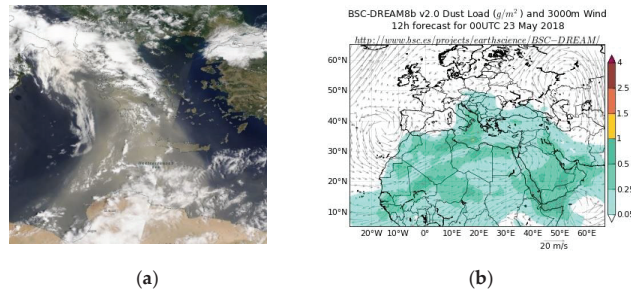 BSC-DREAM8b v2.0 Dust Load (g/m²) and 3000m Wind
12h forecast for 00UTC 23 May 2018
http://www.bsc.es/projects/earthscience/BSC-DREAM/
60°N
50°N
40°N
30°N
20°N
10°N
20°W 10°W 0° 10°E 20°E 30°E 40°E 50°E 60°E
20 m/s
4
2.5
1.5
1
0.5
0.25
0.05
(a) (b)